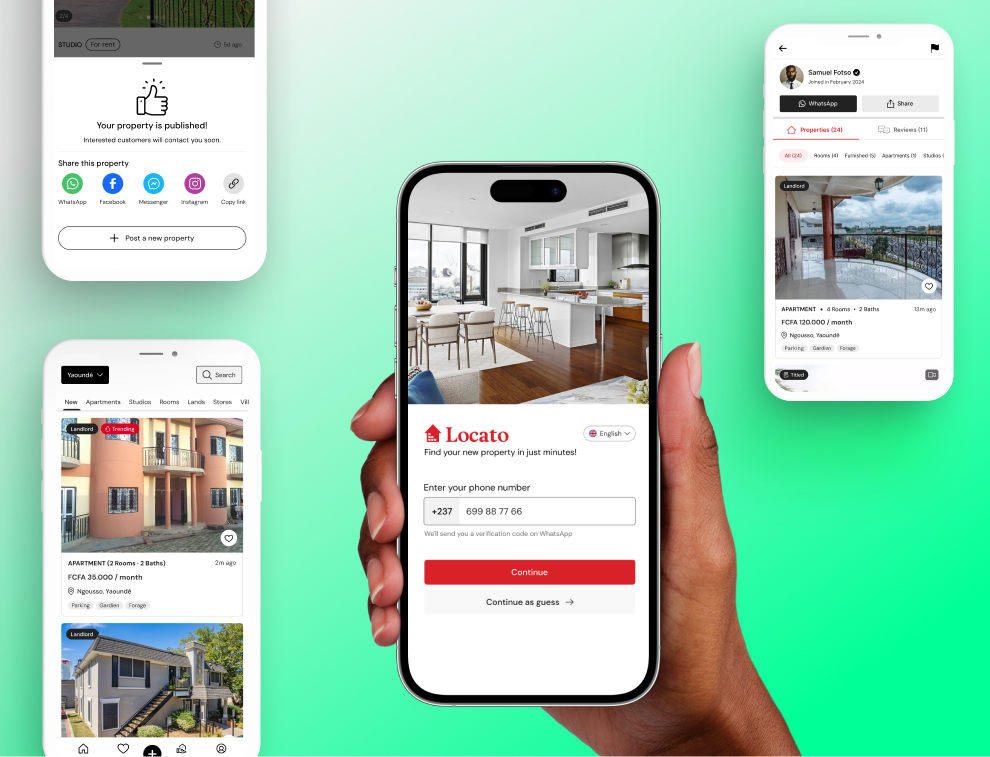 2/4
STUDIO For rent 5d ago
Your property is published!
Interested customers will contact you soon.
Share this property
WhatsApp Facebook Messenger Instagram Copy link
+ Post a new property
Yaoundé Search
New Apartments Studios Rooms Lands Stores Vil
Landlord Trending
APARTMENT (2 Rooms · 2 Baths) 2m ago
FCFA 35.000 / month
Ngousso, Yaoundé
Parking Gardien Forage
Landlord
Locato English
Find your new property in just minutes!
Enter your phone number
+237 699 88 77 66
We'll send you a verification code on WhatsApp
Continue
Continue as guess →
Samuel Fotso
Joined in February 2024
WhatsApp Share
Properties (24) Reviews (11)
All (24) Rooms (4) Furnished (5) Apartments (1) Studios (
Landlord
APARTMENT • 4 Rooms • 2 Baths 13m ago
FCFA 120.000 / month
Ngousso, Yaoundé
Parking Gardien Forage
Titled